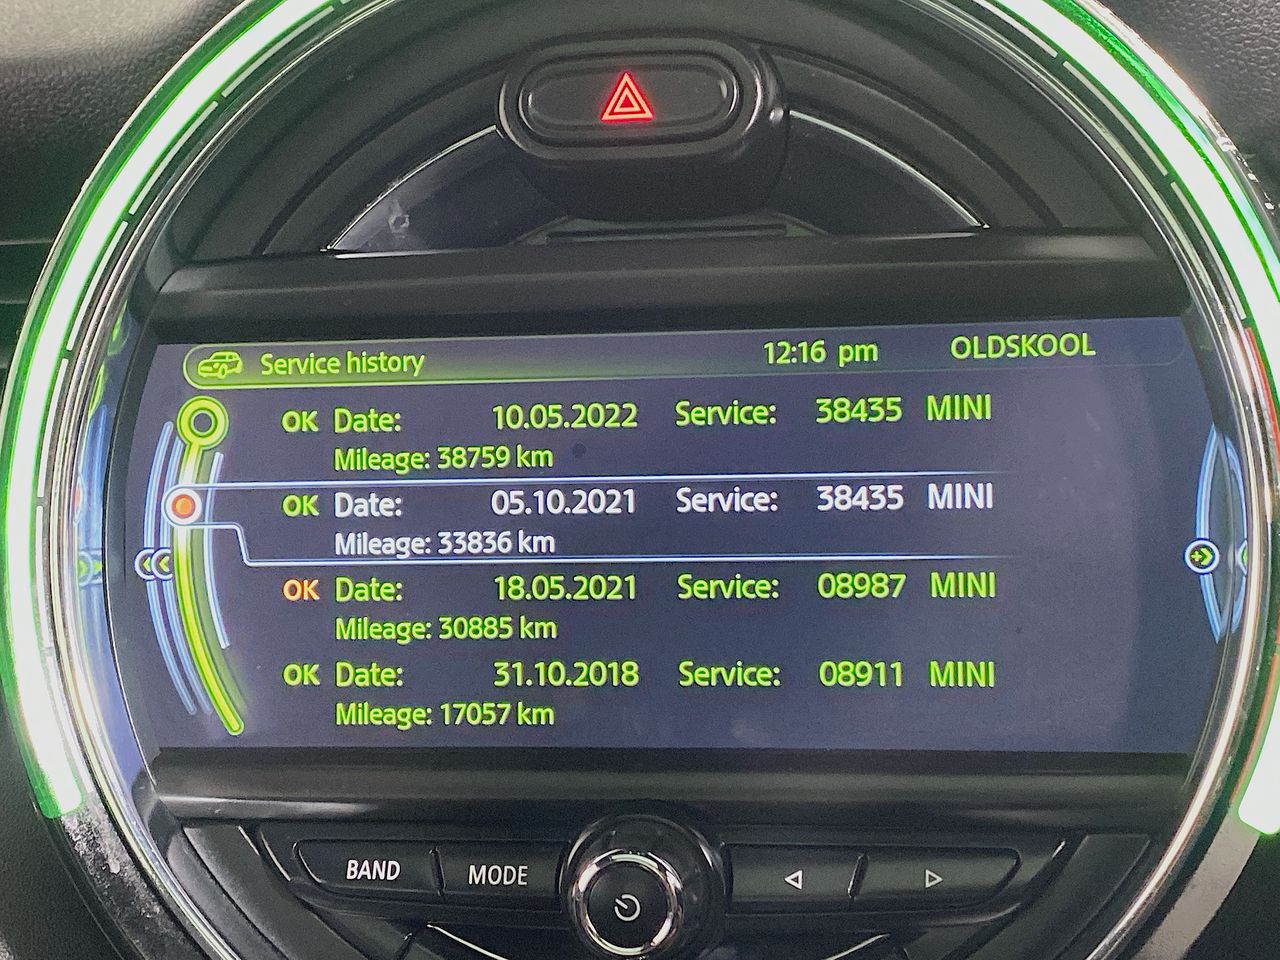 Service history 12:16 pm OLDSKOOL
OK Date: 10.05.2022 Service: 38435 MINI
Mileage: 38759 km
OK Date: 05.10.2021 Service: 38435 MINI
Mileage: 33836 km
OK Date: 18.05.2021 Service: 08987 MINI
Mileage: 30885 km
OK Date: 31.10.2018 Service: 08911 MINI
Mileage: 17057 km
BAND MODE